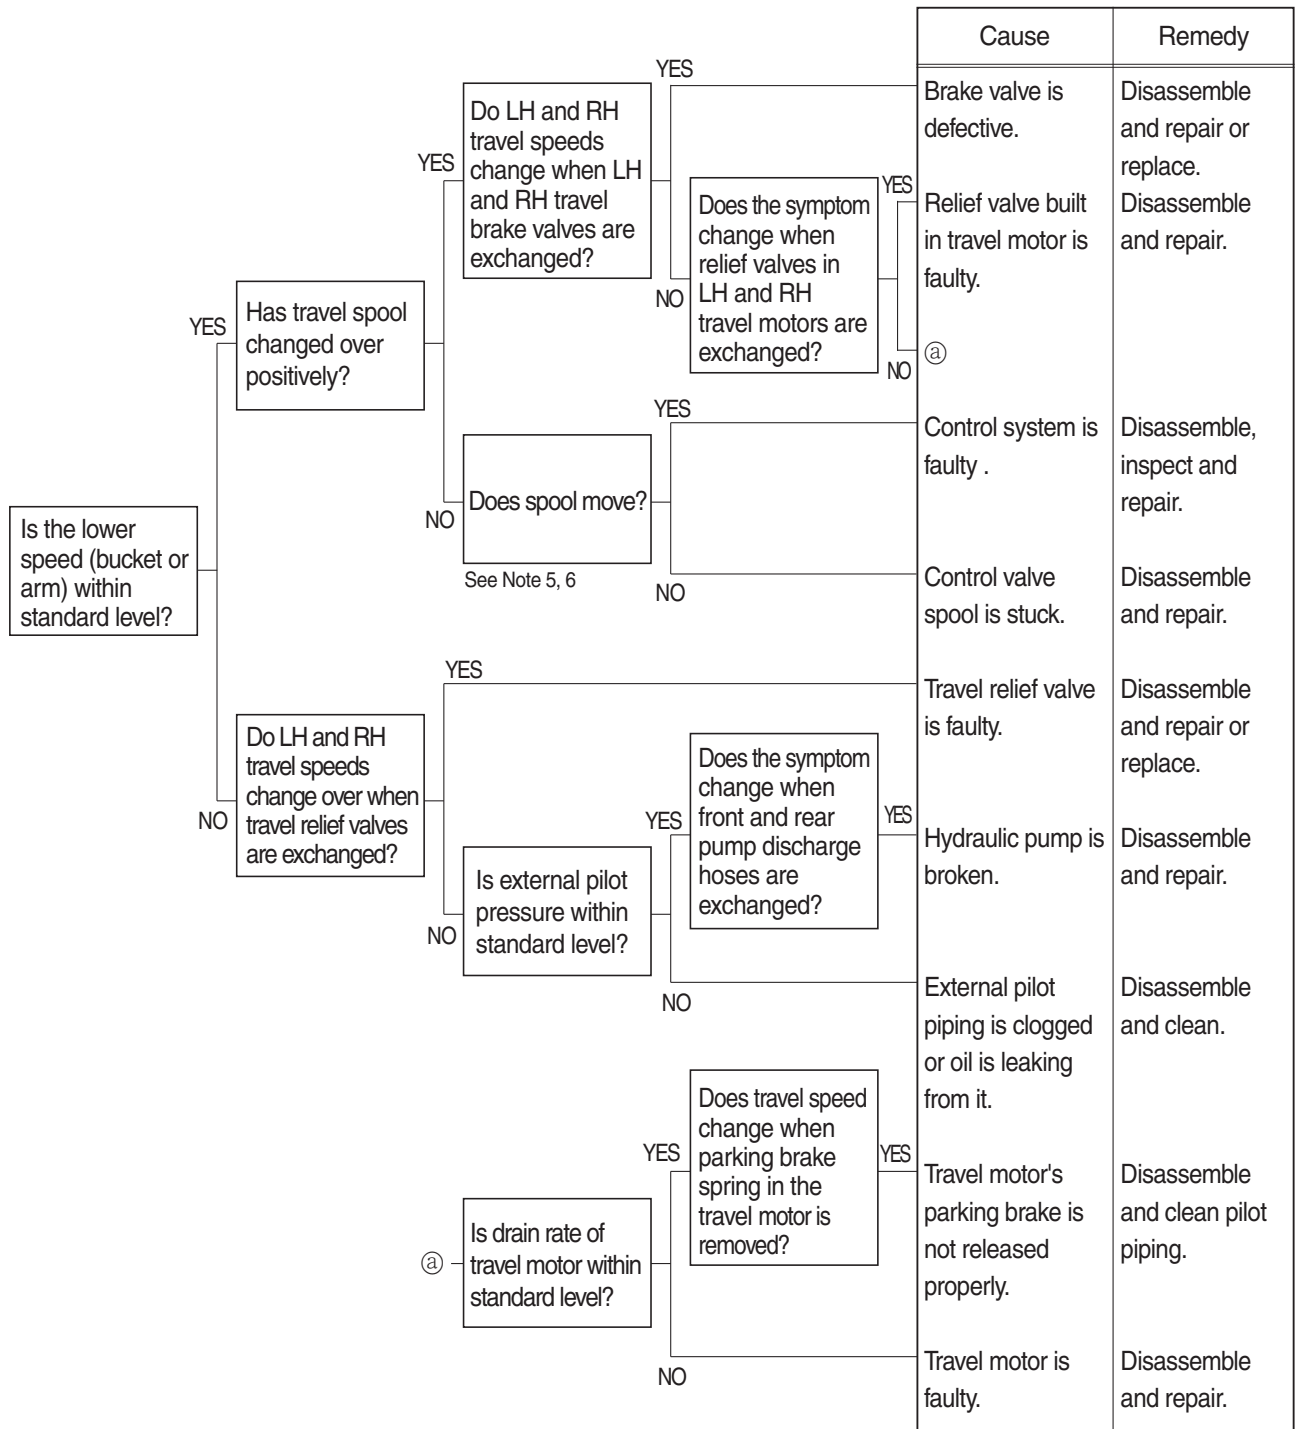 Cause
Remedy
YES
Do LH and RH
travel speeds
change when LH
and RH travel
brake valves are
exchanged?
Brake valve is
defective.
Disassemble
and repair or
replace.
YES
YES
Does the symptom
change when
relief valves in
LH and RH
travel motors are
exchanged?
Relief valve built
in travel motor is
faulty.
Disassemble
and repair.
NO
YES
Has travel spool
changed over
positively?
NO
ⓐ
YES
Control system is
faulty .
Disassemble,
inspect and
repair.
NO
Does spool move?
See Note 5, 6
Is the lower
speed (bucket or
arm) within
standard level?
NO
Control valve
spool is stuck.
Disassemble
and repair.
YES
Travel relief valve
is faulty.
Disassemble
and repair or
replace.
NO
Do LH and RH
travel speeds
change over when
travel relief valves
are exchanged?
YES
Does the symptom
change when
front and rear
pump discharge
hoses are
exchanged?
YES
Hydraulic pump is
broken.
Disassemble
and repair.
NO
Is external pilot
pressure within
standard level?
NO
External pilot
piping is clogged
or oil is leaking
from it.
Disassemble
and clean.
YES
Does travel speed
change when
parking brake
spring in the
travel motor is
removed?
YES
Travel motor's
parking brake is
not released
properly.
Disassemble
and clean pilot
piping.
ⓐ
Is drain rate of
travel motor within
standard level?
NO
Travel motor is
faulty.
Disassemble
and repair.